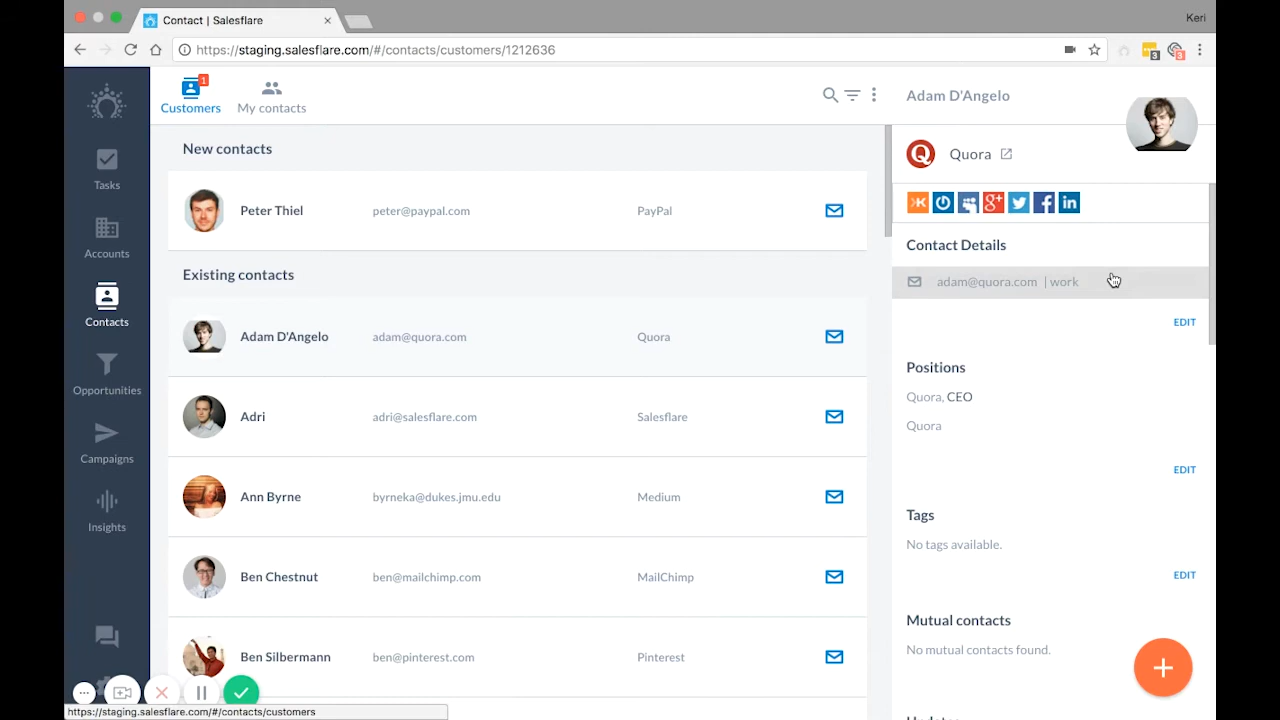 Contact | Salesflare
Keri
https://staging.salesflare.com/#/contacts/customers/1212636
3
3
Tasks
Accounts
Contacts
Opportunities
Campaigns
Insights
1
Customers
My contacts
New contacts
Peter Thiel peter@paypal.com PayPal
Existing contacts
Adam D'Angelo adam@quora.com Quora
Adri adri@salesflare.com Salesflare
Ann Byrne byrneka@dukes.jmu.edu Medium
Ben Chestnut ben@mailchimp.com MailChimp
Ben Silbermann ben@pinterest.com Pinterest
Adam D'Angelo
Quora
Contact Details
adam@quora.com | work
EDIT
Positions
Quora, CEO
Quora
EDIT
Tags
No tags available.
EDIT
Mutual contacts
No mutual contacts found.
https://staging.salesflare.com/#/contacts/customers